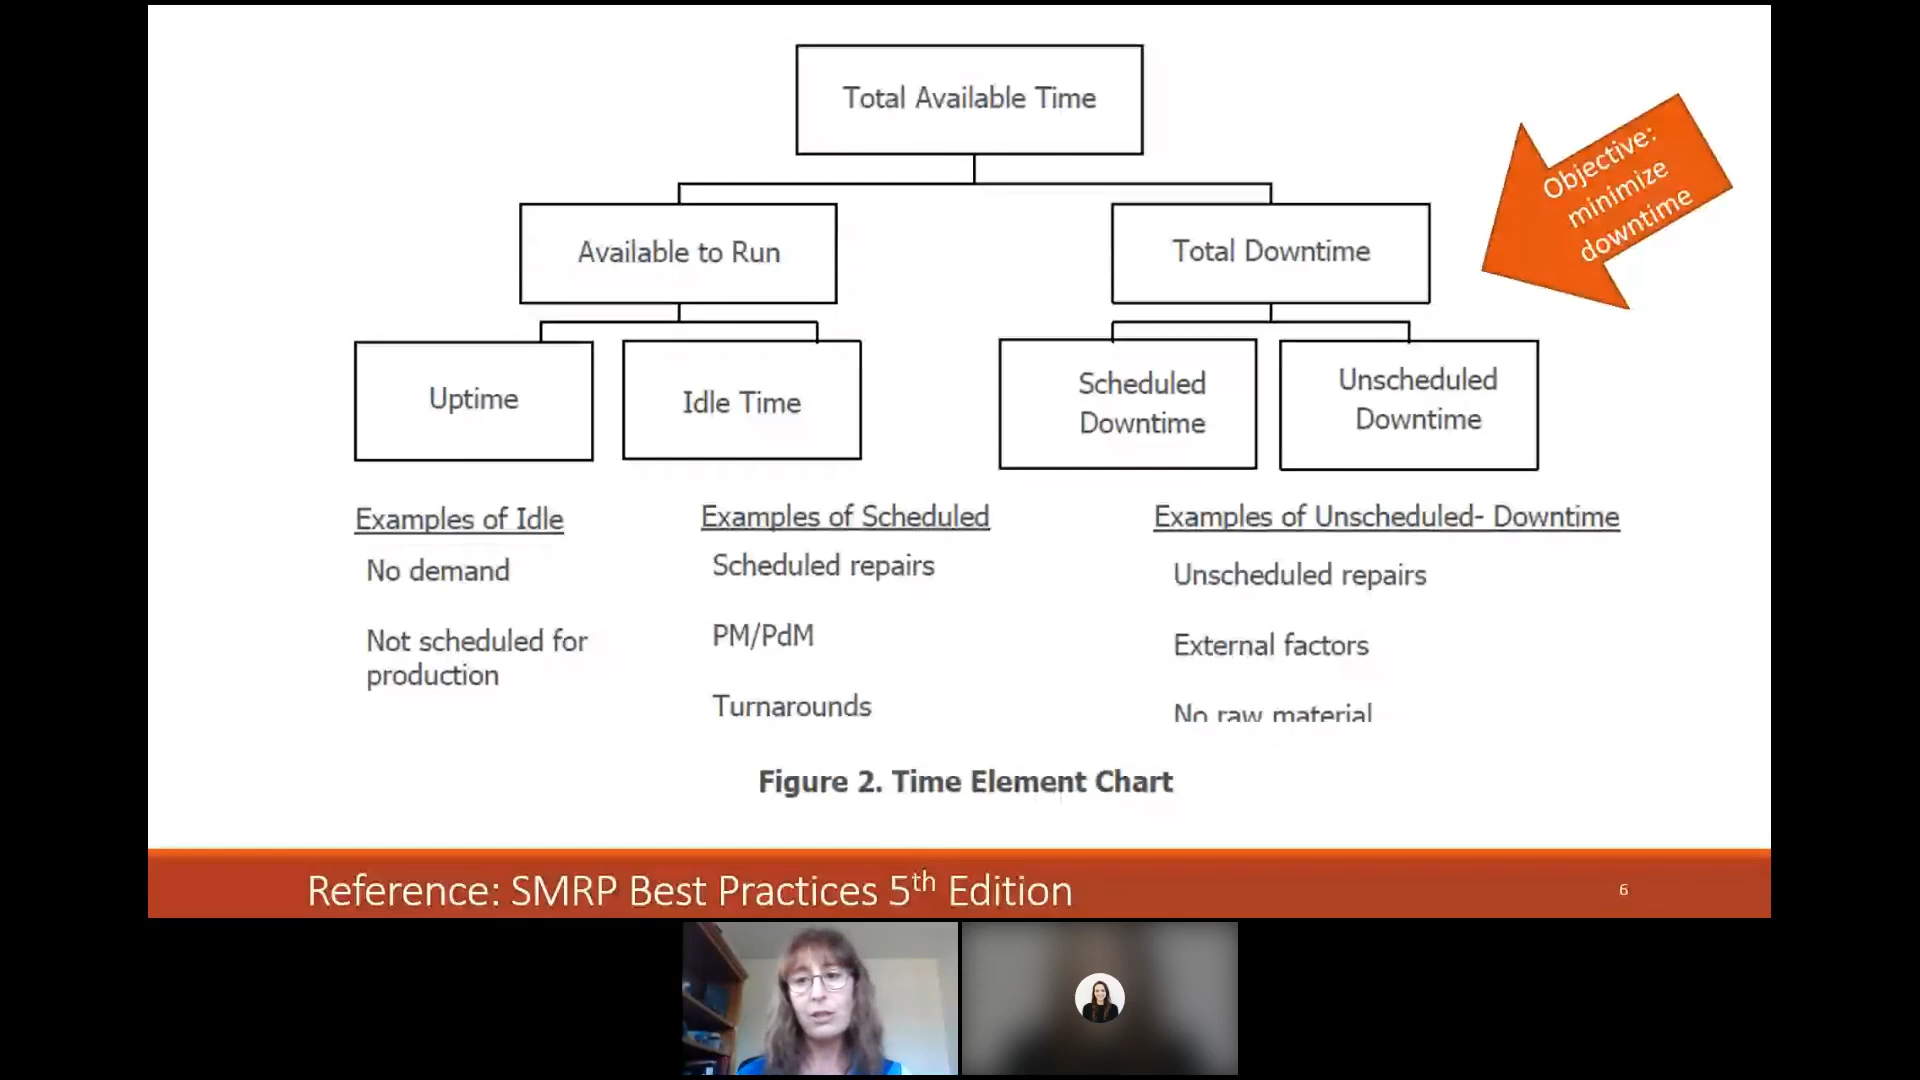 Total Available Time
Objective:
minimize
downtime
Available to Run
Total Downtime
Uptime
Idle Time
Scheduled
Downtime
Unscheduled
Downtime
Examples of Idle
No demand
Not scheduled for
production
Examples of Scheduled
Scheduled repairs
PM/PdM
Turnarounds
Examples of Unscheduled- Downtime
Unscheduled repairs
External factors
No raw material
Figure 2. Time Element Chart
Reference: SMRP Best Practices 5th Edition
6